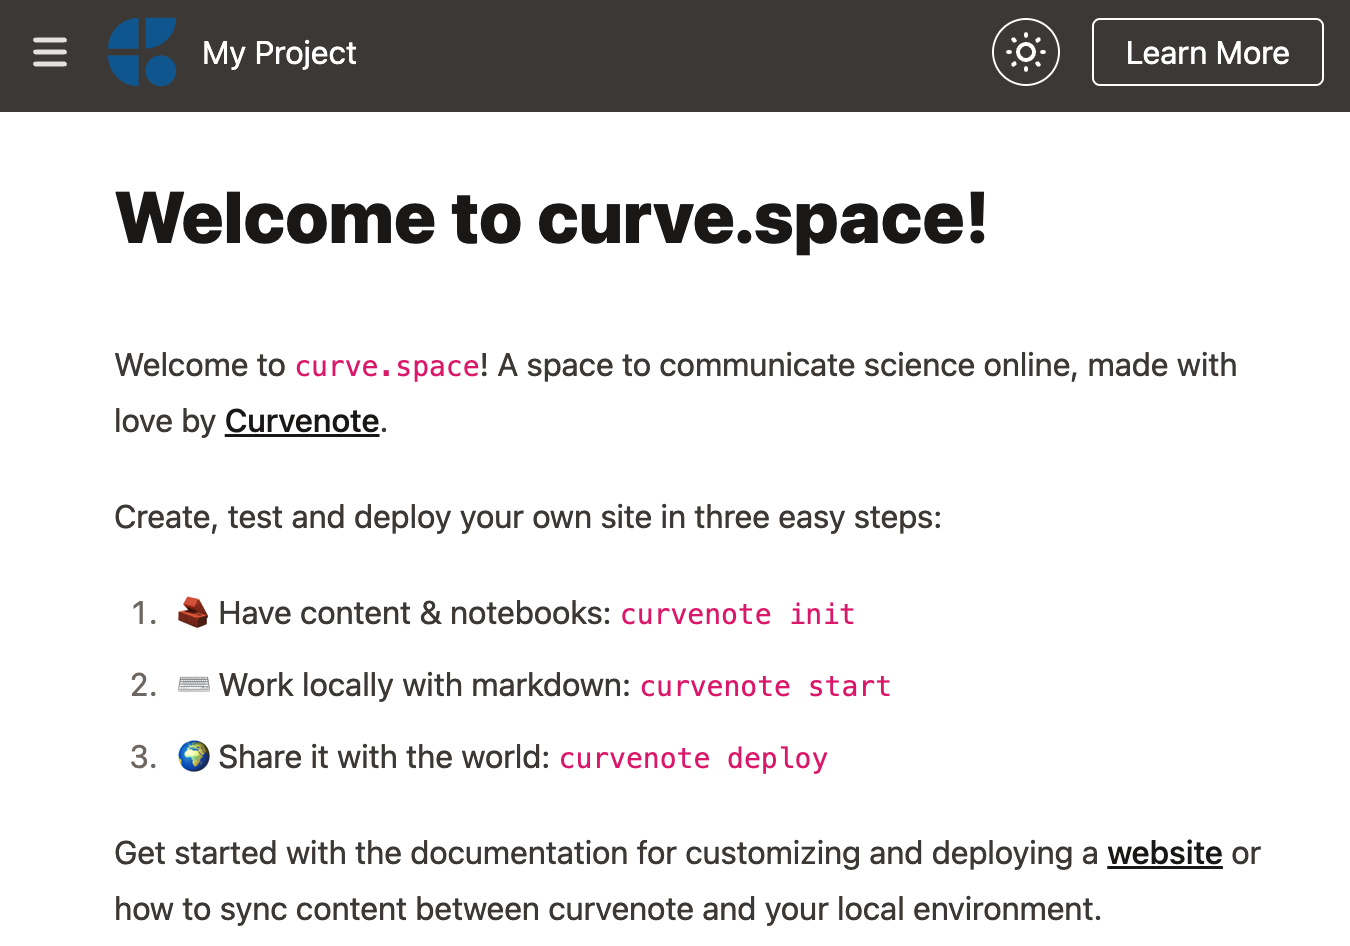 My Project
Learn More
Welcome to curve.space!
Welcome to curve.space! A space to communicate science online, made with
love by Curvenote.
Create, test and deploy your own site in three easy steps:
1. 🧱 Have content & notebooks: curvenote init
2. ⌨️ Work locally with markdown: curvenote start
3. 🌍 Share it with the world: curvenote deploy
Get started with the documentation for customizing and deploying a website or
how to sync content between curvenote and your local environment.